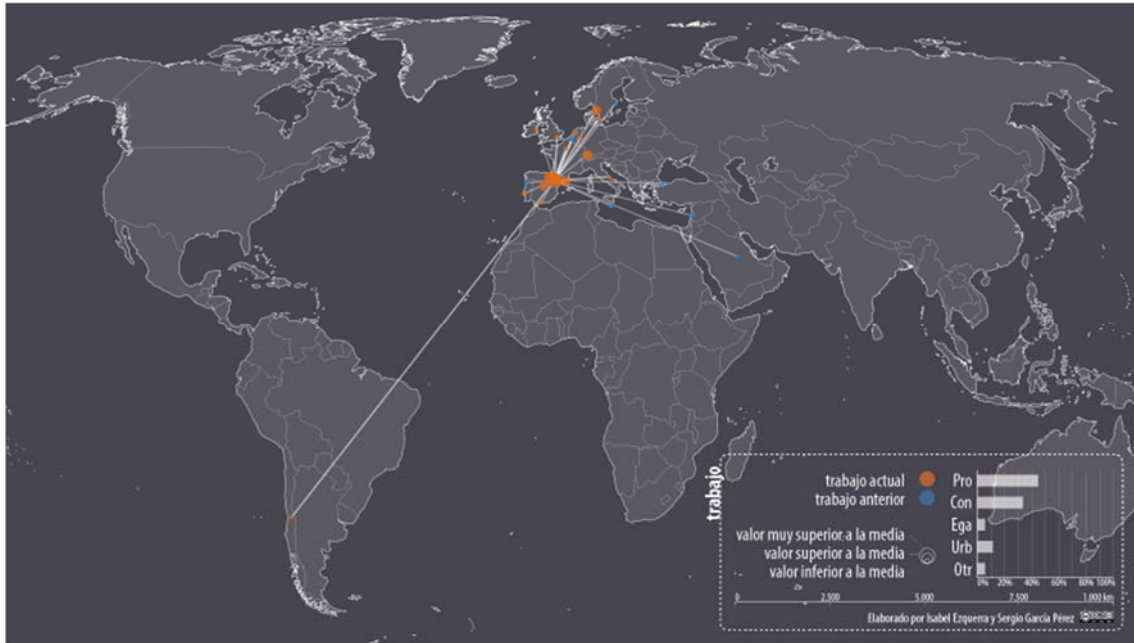 trabajo
trabajo actual
trabajo anterior
valor muy superior a la media
valor superior a la media
valor inferior a la media
Pro
Con
Ega
Urb
Otr
0% 20% 40% 60% 80% 100%
0 2.500 5.000 7.500 1.000 km
Elaborado por Isabel Ezquerra y Sergio García Pérez